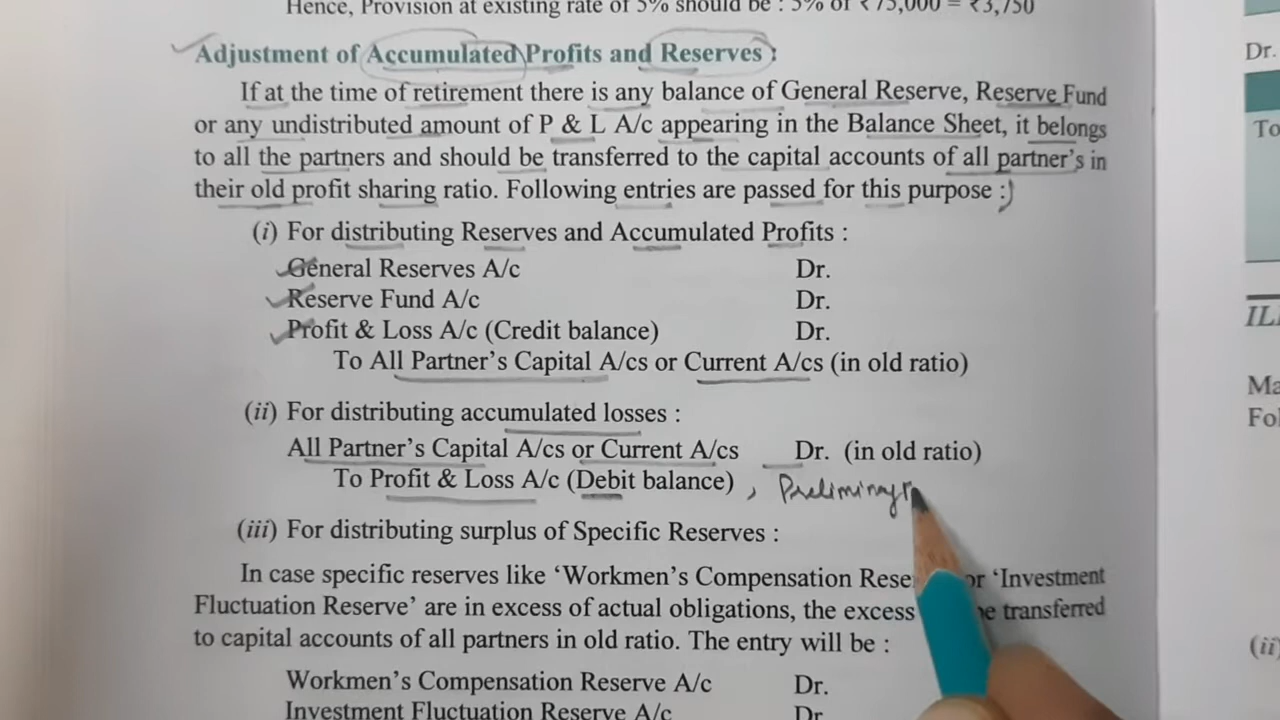 Hence, Provision at existing rate of 5% should be : 5% of ₹75,000 = ₹3,750
Adjustment of Accumulated Profits and Reserves :
If at the time of retirement there is any balance of General Reserve, Reserve Fund
or any undistributed amount of P & L A/c appearing in the Balance Sheet, it belongs
to all the partners and should be transferred to the capital accounts of all partner's in
their old profit sharing ratio. Following entries are passed for this purpose :
(i) For distributing Reserves and Accumulated Profits :
General Reserves A/c Dr.
Reserve Fund A/c Dr.
Profit & Loss A/c (Credit balance) Dr.
To All Partner's Capital A/cs or Current A/cs (in old ratio)
(ii) For distributing accumulated losses :
All Partner's Capital A/cs or Current A/cs Dr. (in old ratio)
To Profit & Loss A/c (Debit balance) , Preliminary
(iii) For distributing surplus of Specific Reserves :
In case specific reserves like 'Workmen's Compensation Rese or 'Investment
Fluctuation Reserve' are in excess of actual obligations, the excess be transferred
to capital accounts of all partners in old ratio. The entry will be :
Workmen's Compensation Reserve A/c Dr.
Investment Fluctuation Reserve A/c Dr.
Dr.
To
(ii)